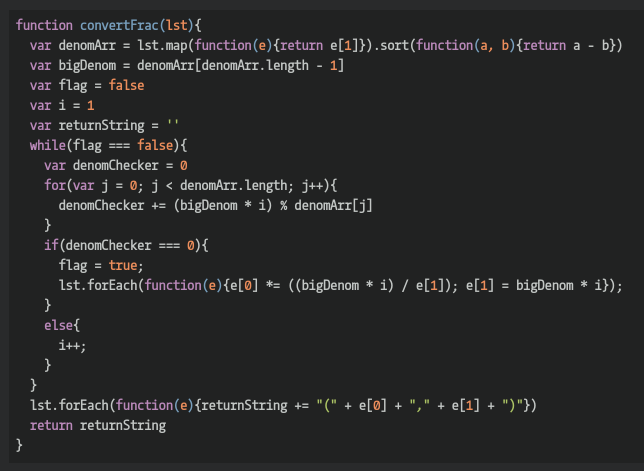 function convertFrac(lst){
  var denomArr = lst.map(function(e){return e[1]}).sort(function(a, b){return a - b})
  var bigDenom = denomArr[denomArr.length - 1]
  var flag = false
  var i = 1
  var returnString = ''
  while(flag === false){
    var denomChecker = 0
    for(var j = 0; j < denomArr.length; j++){
      denomChecker += (bigDenom * i) % denomArr[j]
    }
    if(denomChecker === 0){
      flag = true;
      lst.forEach(function(e){e[0] *= ((bigDenom * i) / e[1]); e[1] = bigDenom * i});
    }
    else{
      i++;
    }
  }
  lst.forEach(function(e){returnString += "(" + e[0] + "," + e[1] + ")"})
  return returnString
}